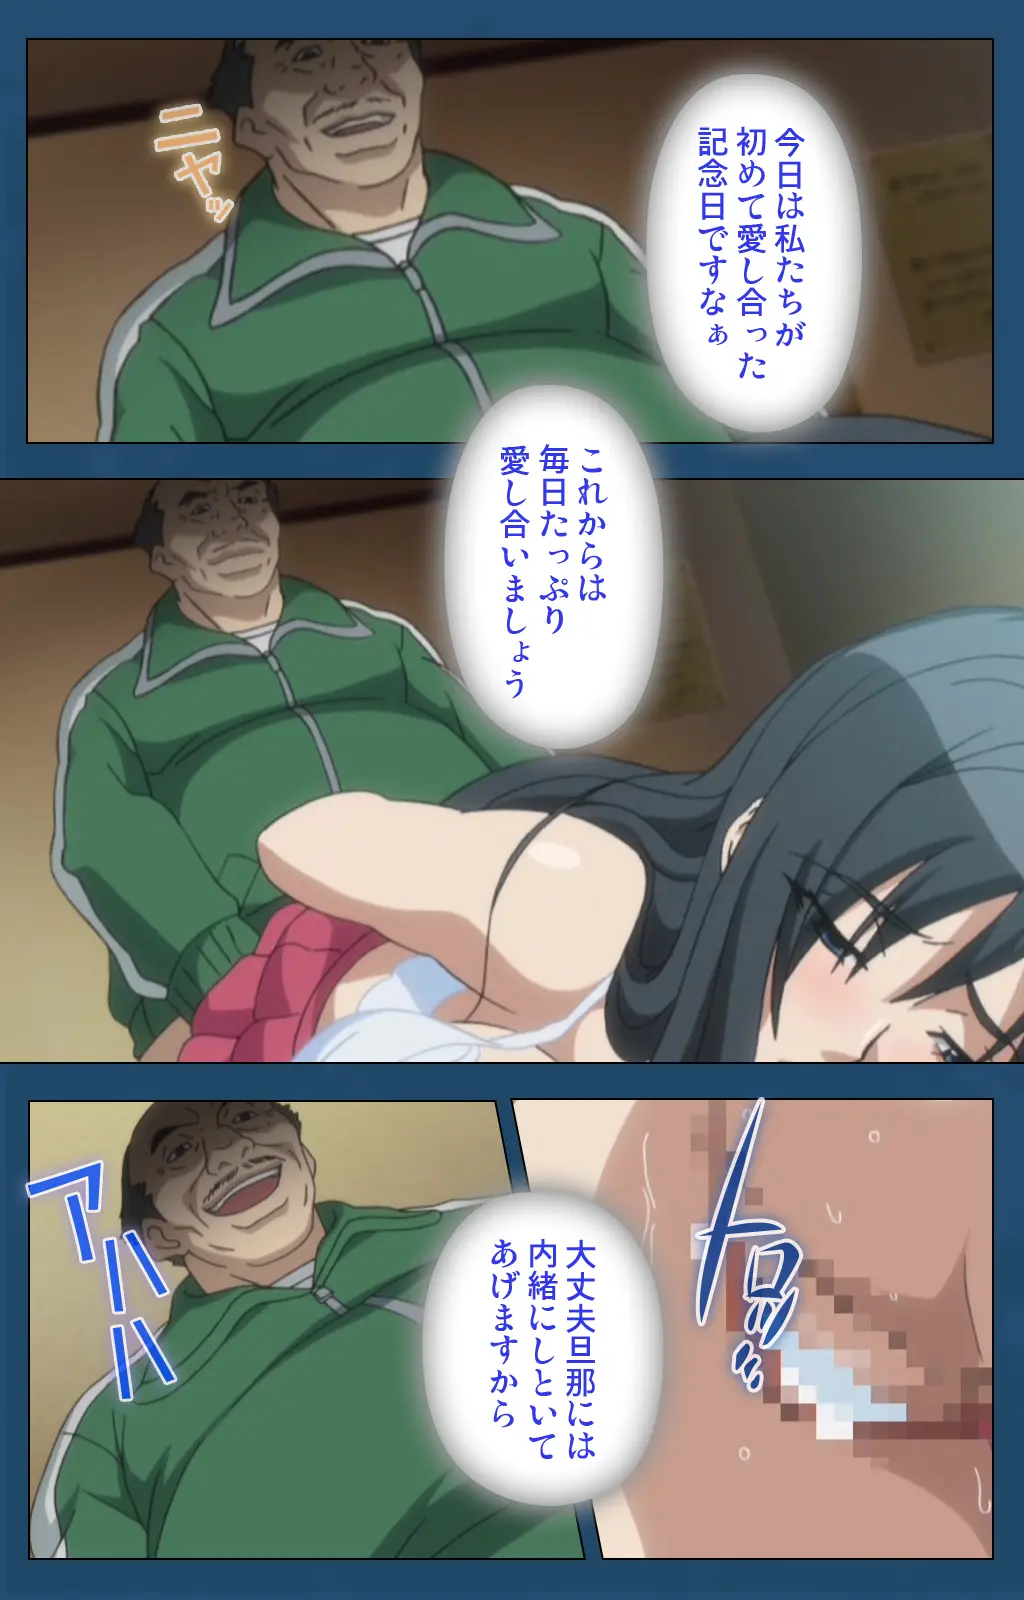 今日は私たちが
初めて愛し合った
記念日ですなぁ
ニヤッ
これからは
毎日たっぷり
愛し合いましょう
トロッ
大丈夫旦那には
内緒にしといて
あげますから
アハハハハ